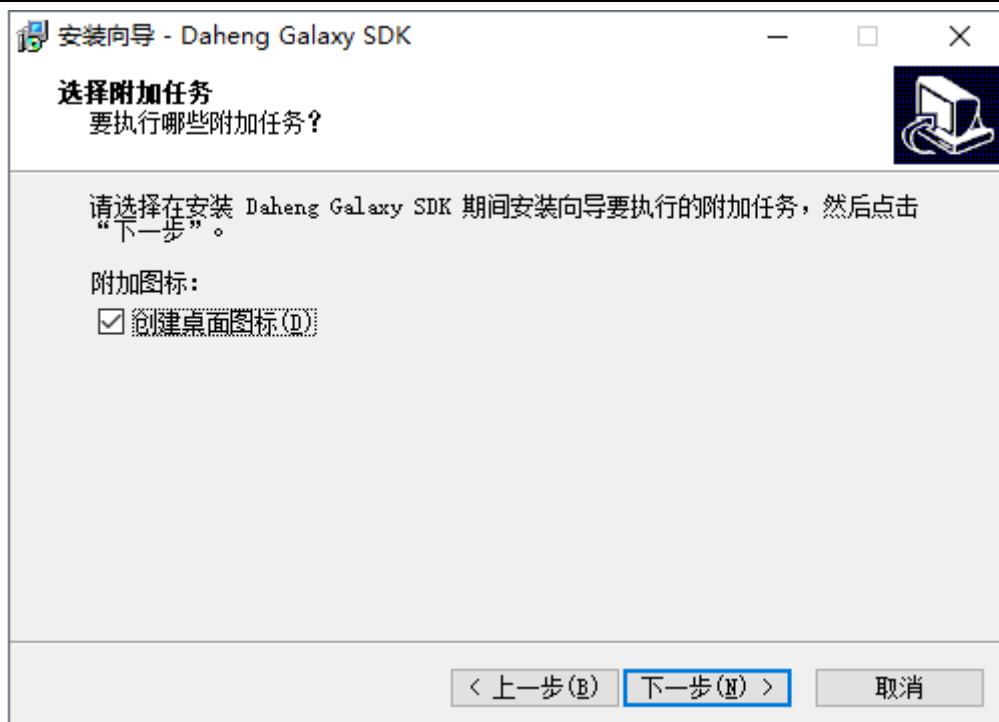 安装向导 - Daheng Galaxy SDK
选择附加任务
要执行哪些附加任务?
请选择在安装 Daheng Galaxy SDK 期间安装向导要执行的附加任务，然后点击
“下一步”。
附加图标:
创建桌面图标(D)
< 上一步(B) 下一步(N) > 取消